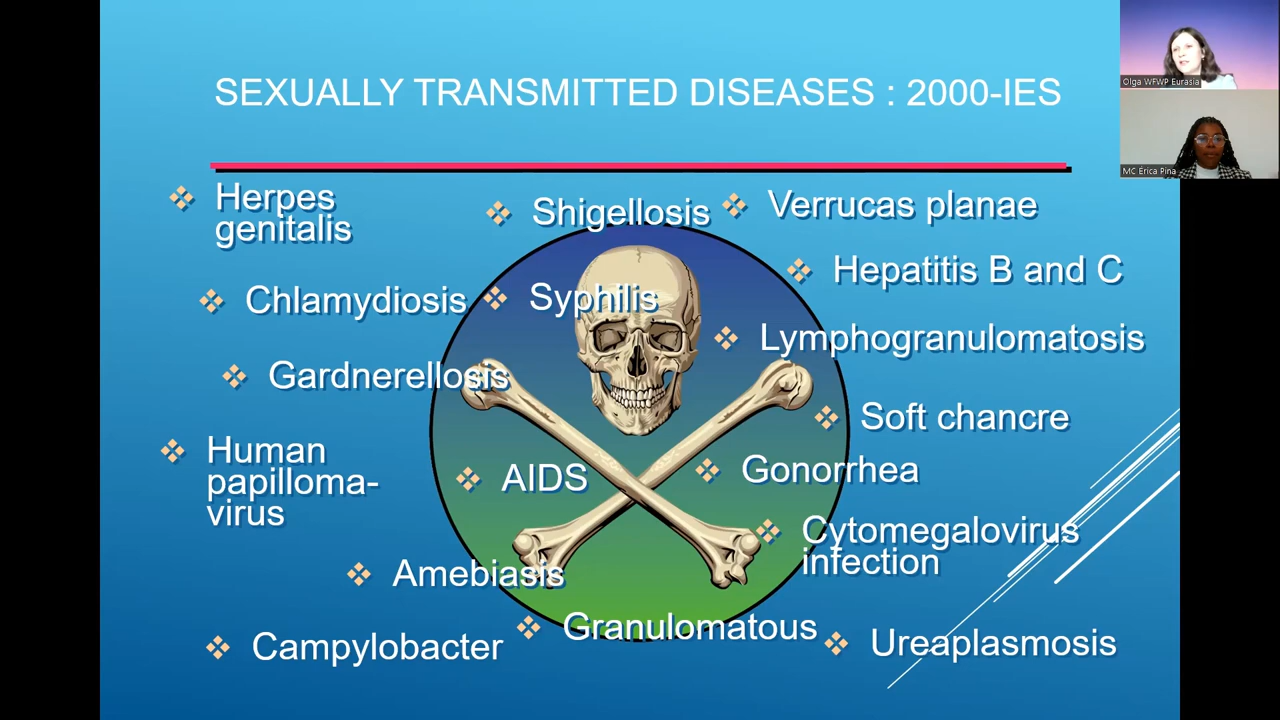 SEXUALLY TRANSMITTED DISEASES : 2000-IES
Herpes
genitalis
Shigellosis
Verrucas planae
Hepatitis B and C
Chlamydiosis
Syphilis
Lymphogranulomatosis
Gardnerellosis
Soft chancre
Human
papilloma-
virus
AIDS
Gonorrhea
Cytomegalovirus
infection
Amebiasis
Granulomatous
Campylobacter
Ureaplasmosis
Olga WFWP Eurasia
MC Erica Pina